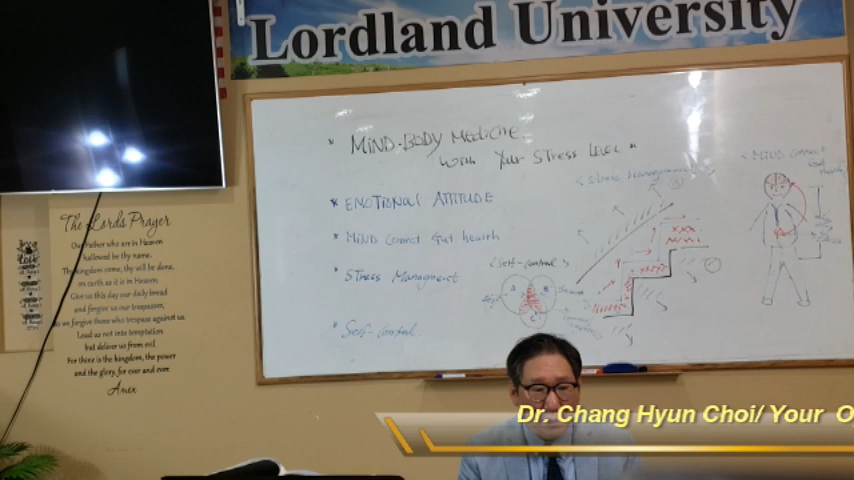 Lordland University
" MiND-BODY MEDiCiNE
With Your STress Level "
* EMOTIONAL ATTITUDE
* MiND Connect Gut health
* STress Managment
* Self-control
<Self-control>
A
B
C
<Stress Management>
<MiND connect
Gut health>
The Lord's Prayer
Our Father who are in Heaven
hallowed be thy name.
Thy kingdom come, thy will be done,
on earth as it is in Heaven.
Give us this day our daily bread
and forgive us our trespasses,
as we forgive those who trespass against us.
Lead us not into temptation
but deliver us from evil
For thine is the kingdom, the power
and the glory, for ever and ever
Amen
Dr. Chang Hyun Choi/ Your O